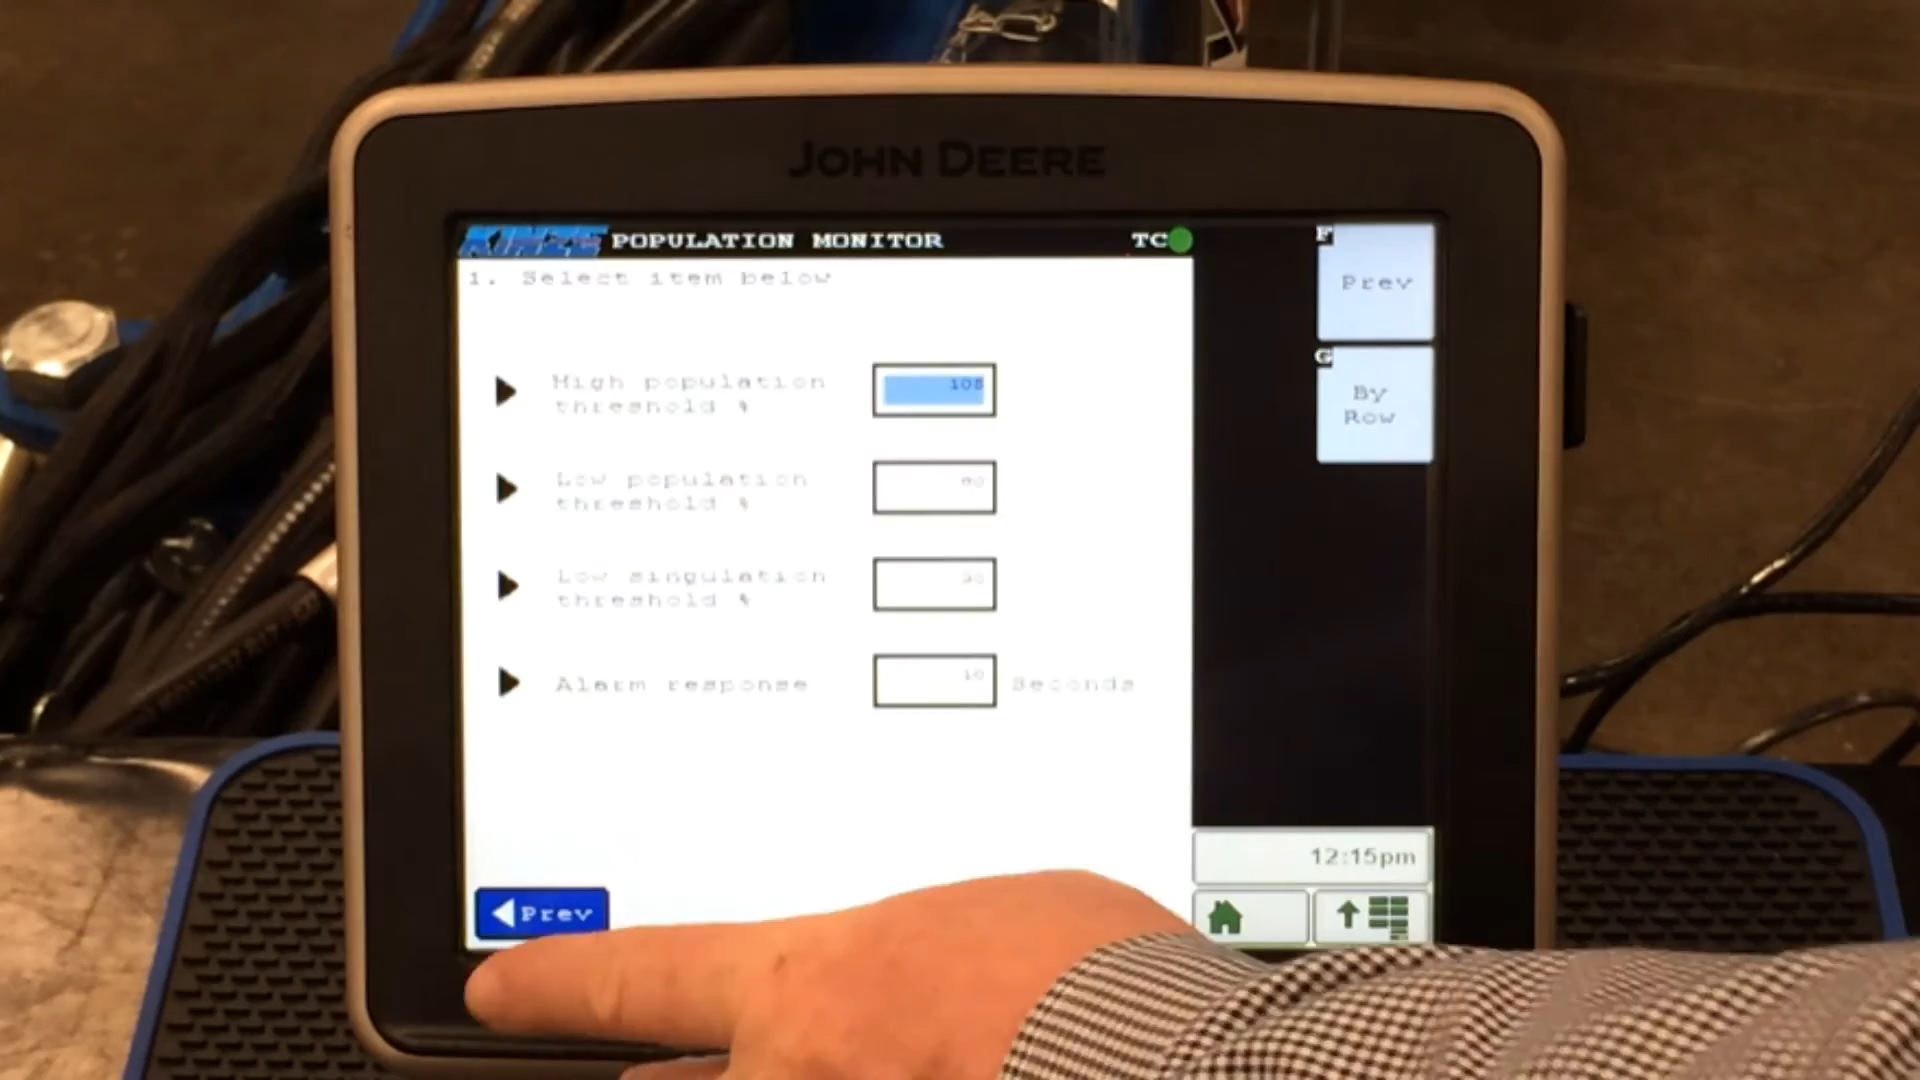 JOHN DEERE
KINZE POPULATION MONITOR TC
1. Select item below
High population
threshold %
Low population
threshold %
Low singulation
threshold %
Alarm response 10 Seconds
Prev
F
Prev
G
By
Row
12:15pm